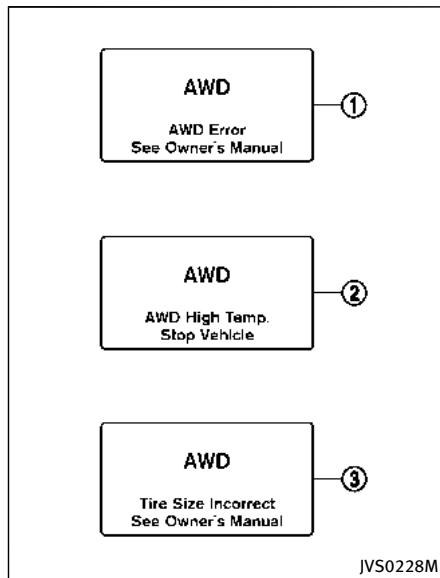 AWD
AWD Error
See Owner's Manual
①
AWD
AWD High Temp.
Stop Vehicle
②
AWD
Tire Size Incorrect
See Owner's Manual
③
JVS0228M